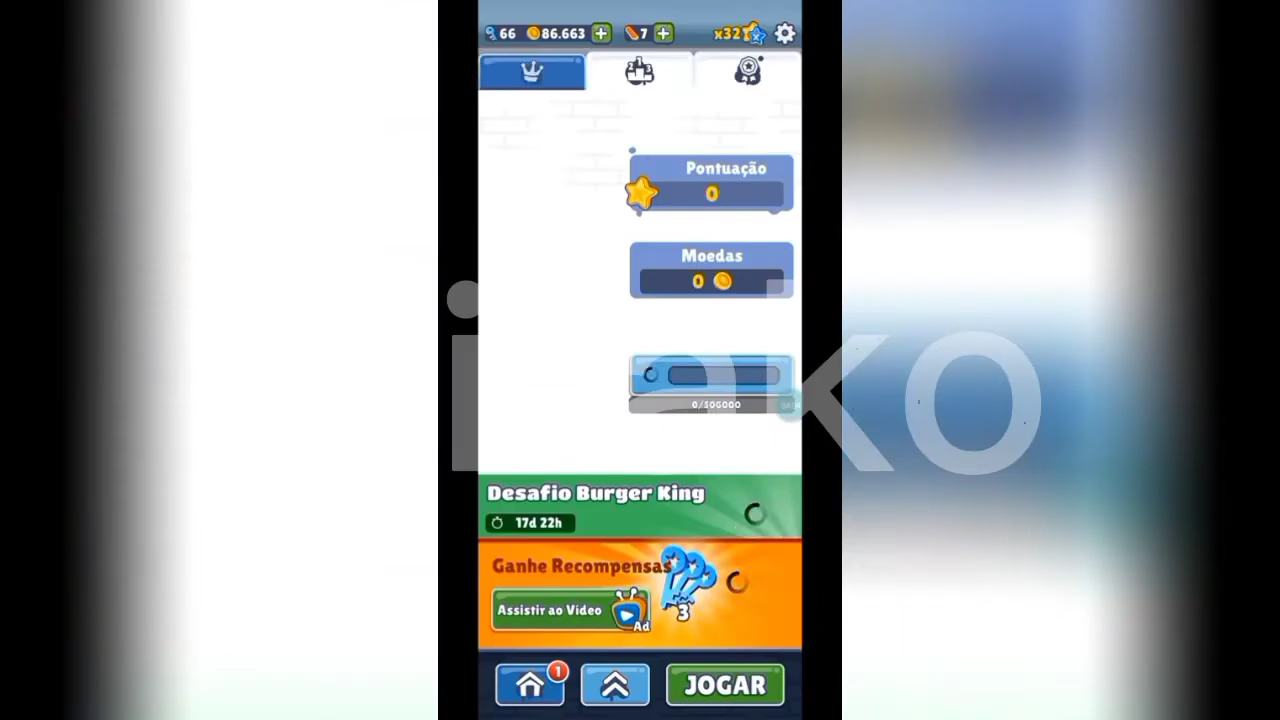 66 86.663 7 x32
Pontuação
0
Moedas
0
0/506000
Desafio Burger King
17d 22h
Ganhe Recompensas
Assistir ao Video
Ad
3
1
JOGAR